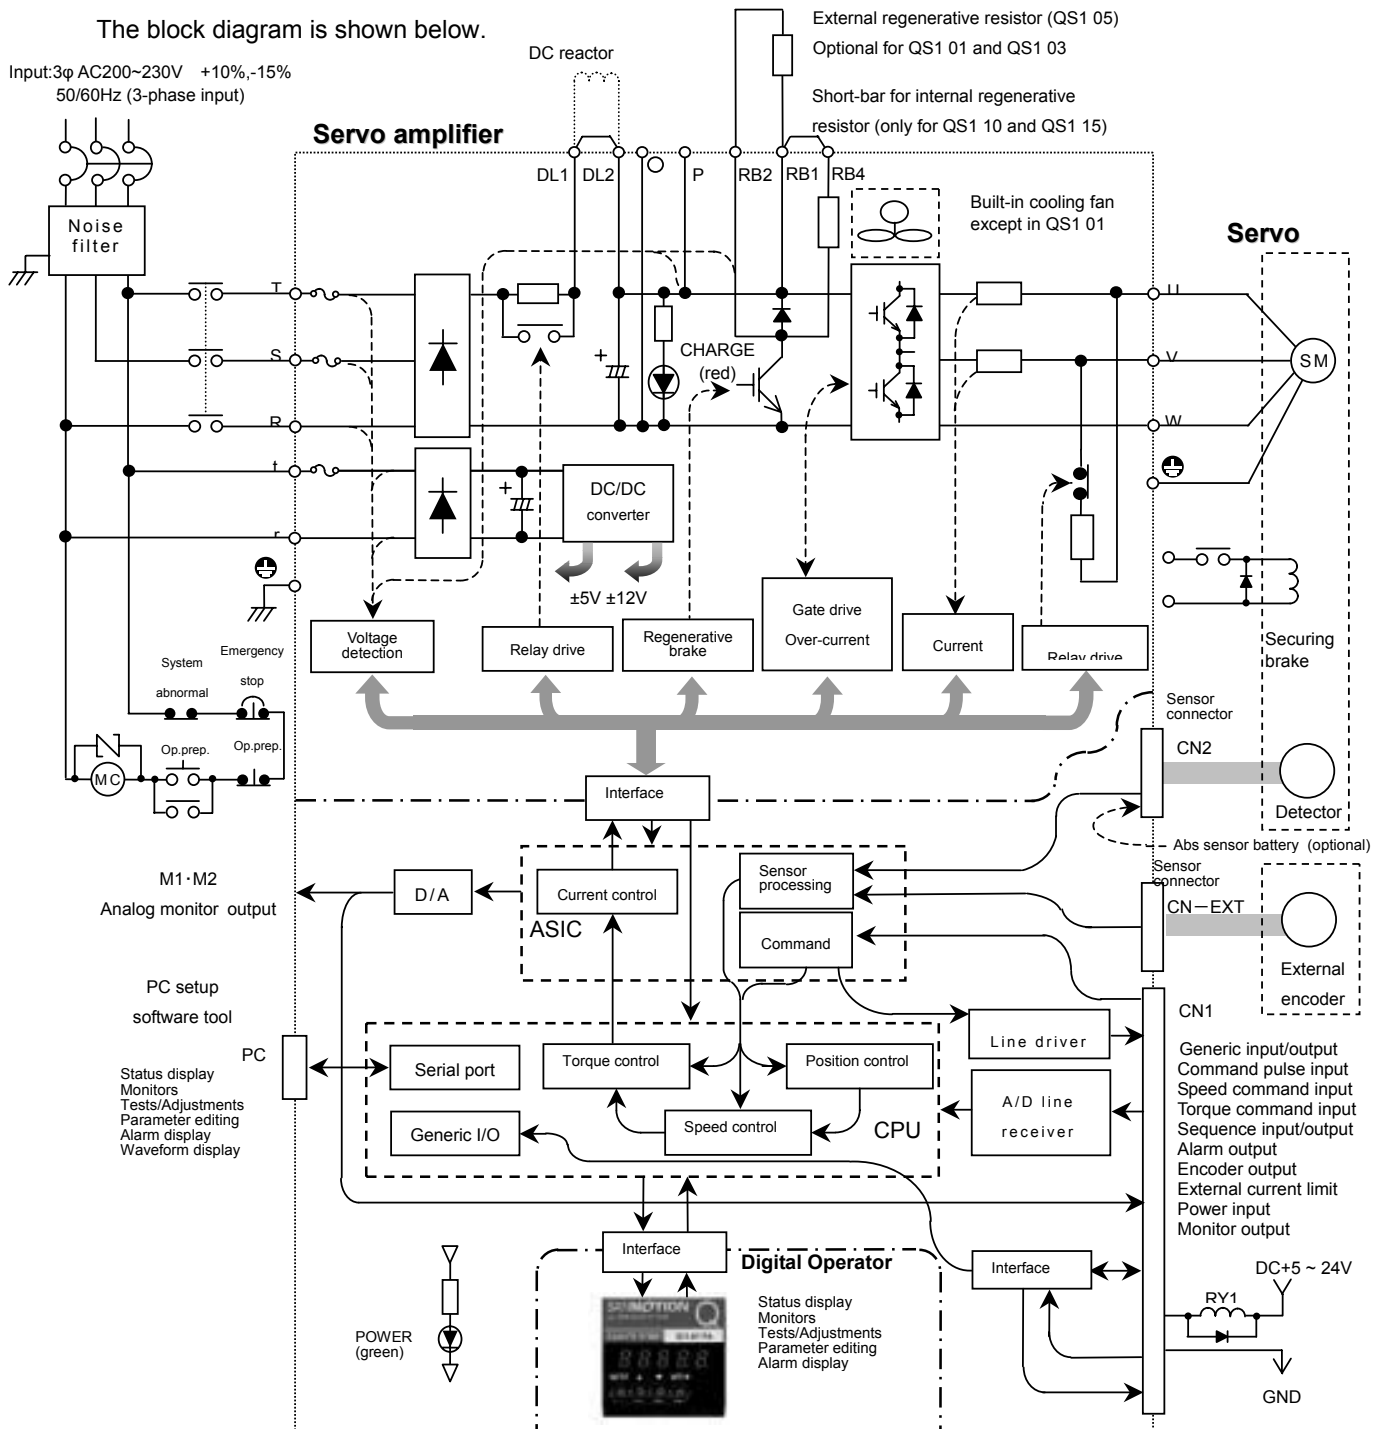 The block diagram is shown below.
Input:3φ AC200~230V +10%,-15%
50/60Hz (3-phase input)
DC reactor
External regenerative resistor (QS1 05)
Optional for QS1 01 and QS1 03
Short-bar for internal regenerative
resistor (only for QS1 10 and QS1 15)
Servo amplifier
DL1 DL2 P RB2 RB1 RB4
Noise
filter
Built-in cooling fan
except in QS1 01
Servo
T
U
CHARGE
(red)
S
V
SM
R
W
t
DC/DC
converter
r
±5V ±12V
Voltage
detection
Relay drive
Regenerative
brake
Gate drive
Over-current
Current
Relay drive
Securing
brake
System
abnormal
Emergency
stop
Op.prep.
Op.prep.
MC
Sensor
connector
CN2
Interface
Detector
Abs sensor battery (optional)
Sensor
connector
CN－EXT
M1･M2
Analog monitor output
D/A
Current control
ASIC
Sensor
processing
Command
External
encoder
PC setup
software tool
CN1
PC
Serial port
Torque control
Position control
Line driver
Status display
Monitors
Tests/Adjustments
Parameter editing
Alarm display
Waveform display
Generic I/O
Speed control
CPU
A/D line
receiver
Generic input/output
Command pulse input
Speed command input
Torque command input
Sequence input/output
Alarm output
Encoder output
External current limit
Power input
Monitor output
Interface
Digital Operator
Interface
DC+5 ~ 24V
RY1
GND
POWER
(green)
MOTION
Q
Status display
Monitors
Tests/Adjustments
Parameter editing
Alarm display